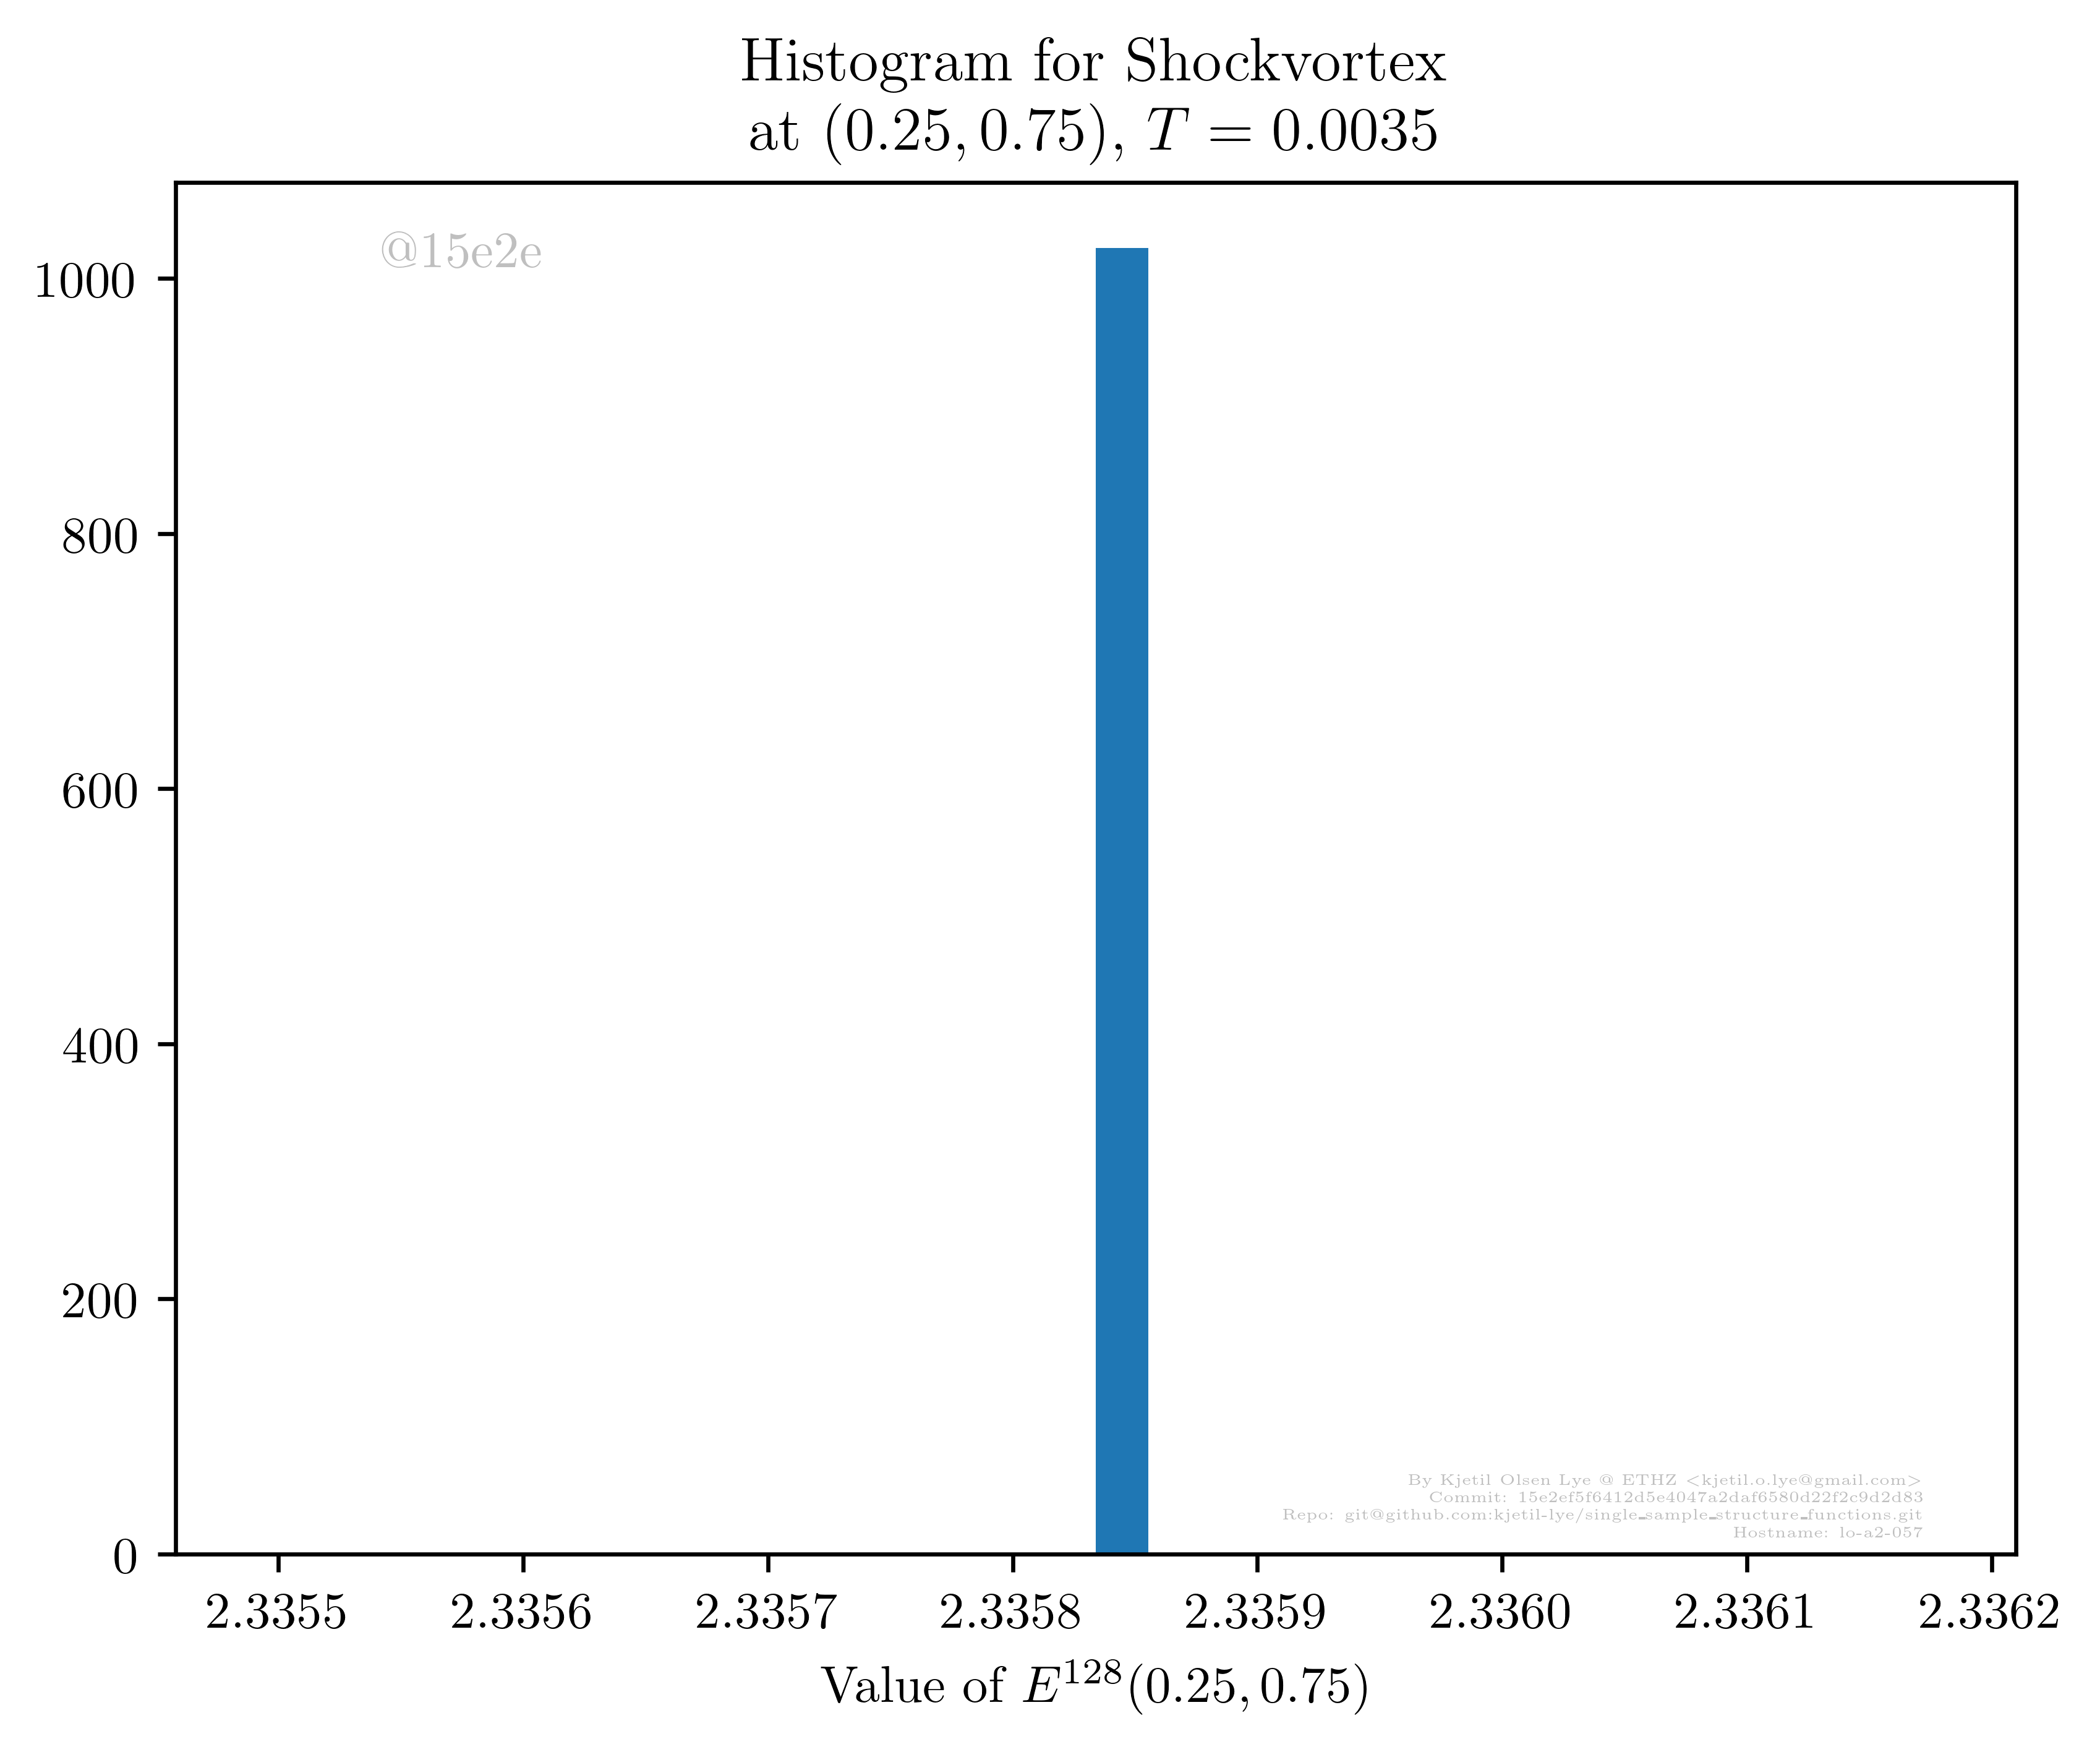 Histogram for Shockvortex
at (0.25, 0.75), T = 0.0035
@15e2e
1000
800
600
400
200
0
By Kjetil Olsen Lye @ ETHZ <kjetil.o.lye@gmail.com>
Commit: 15e2ef5f6412d5e4047a2daf6580d22f2c9d2d83
Repo: git@github.com:kjetil-lye/single_sample_structure_functions.git
Hostname: lo-a2-057
2.3355 2.3356 2.3357 2.3358 2.3359 2.3360 2.3361 2.3362
Value of E^128(0.25, 0.75)